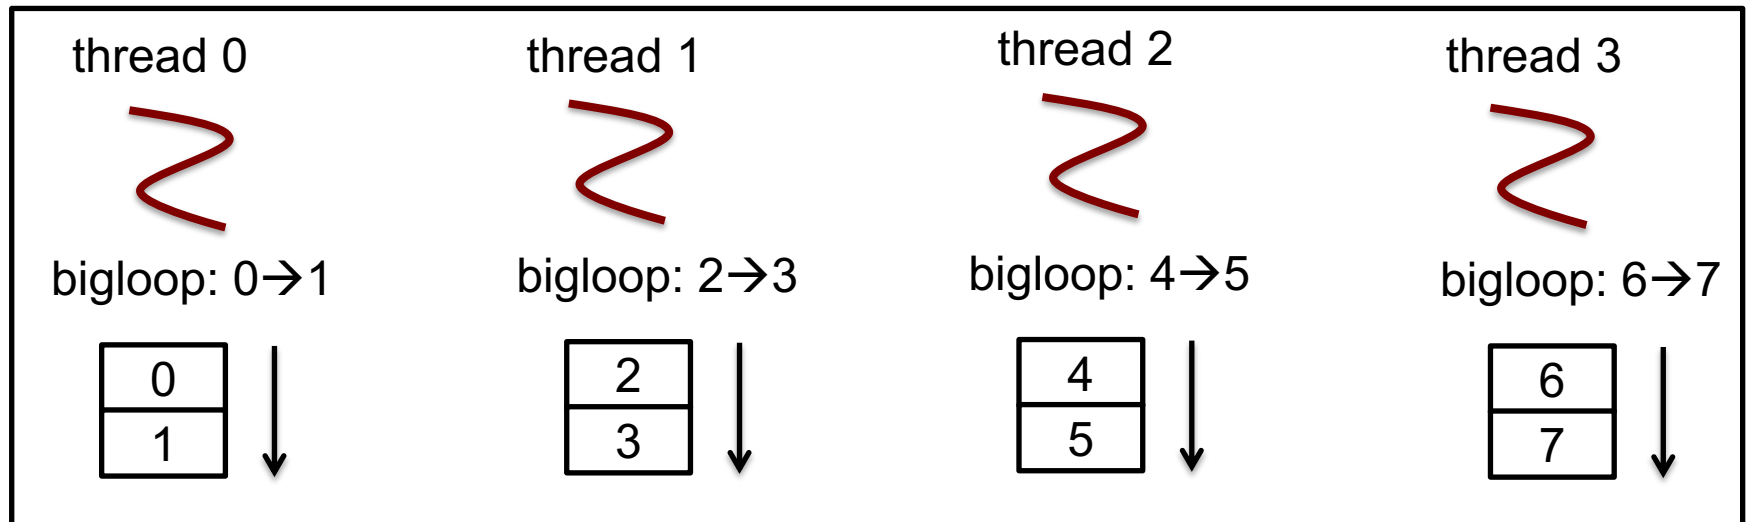 thread 0
thread 1
thread 2
thread 3
bigloop: 0→1
bigloop: 2→3
bigloop: 4→5
bigloop: 6→7
0
1
2
3
4
5
6
7